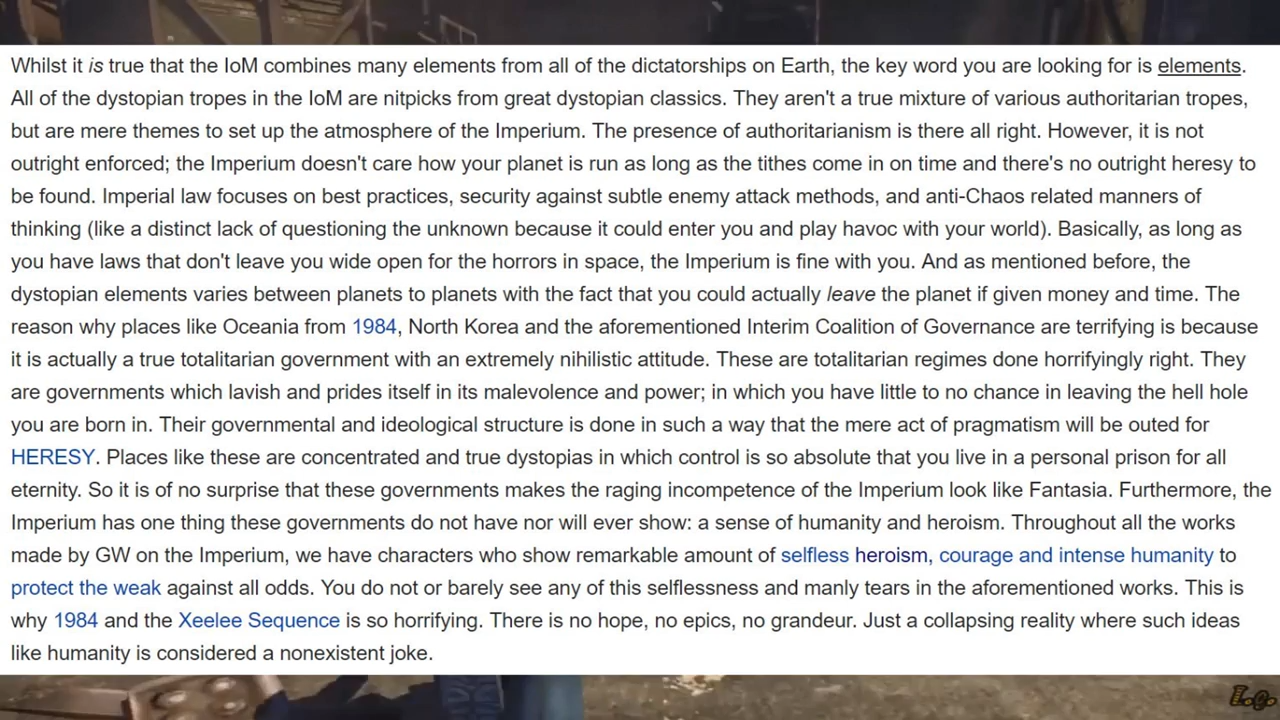 Whilst it is true that the IoM combines many elements from all of the dictatorships on Earth, the key word you are looking for is elements.
All of the dystopian tropes in the IoM are nitpicks from great dystopian classics. They aren't a true mixture of various authoritarian tropes,
but are mere themes to set up the atmosphere of the Imperium. The presence of authoritarianism is there all right. However, it is not
outright enforced; the Imperium doesn't care how your planet is run as long as the tithes come in on time and there's no outright heresy to
be found. Imperial law focuses on best practices, security against subtle enemy attack methods, and anti-Chaos related manners of
thinking (like a distinct lack of questioning the unknown because it could enter you and play havoc with your world). Basically, as long as
you have laws that don't leave you wide open for the horrors in space, the Imperium is fine with you. And as mentioned before, the
dystopian elements varies between planets to planets with the fact that you could actually leave the planet if given money and time. The
reason why places like Oceania from 1984, North Korea and the aforementioned Interim Coalition of Governance are terrifying is because
it is actually a true totalitarian government with an extremely nihilistic attitude. These are totalitarian regimes done horrifyingly right. They
are governments which lavish and prides itself in its malevolence and power; in which you have little to no chance in leaving the hell hole
you are born in. Their governmental and ideological structure is done in such a way that the mere act of pragmatism will be outed for
HERESY. Places like these are concentrated and true dystopias in which control is so absolute that you live in a personal prison for all
eternity. So it is of no surprise that these governments makes the raging incompetence of the Imperium look like Fantasia. Furthermore, the
Imperium has one thing these governments do not have nor will ever show: a sense of humanity and heroism. Throughout all the works
made by GW on the Imperium, we have characters who show remarkable amount of selfless heroism, courage and intense humanity to
protect the weak against all odds. You do not or barely see any of this selflessness and manly tears in the aforementioned works. This is
why 1984 and the Xeelee Sequence is so horrifying. There is no hope, no epics, no grandeur. Just a collapsing reality where such ideas
like humanity is considered a nonexistent joke.